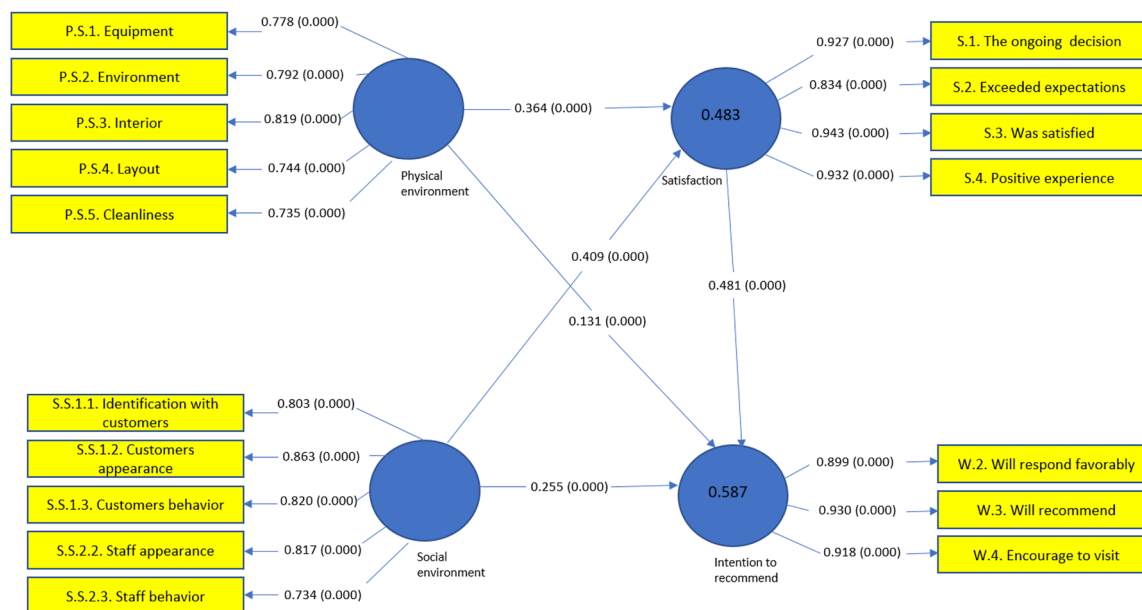 P.S.1. Equipment
0.778 (0.000)
P.S.2. Environment
0.792 (0.000)
P.S.3. Interior
0.819 (0.000)
P.S.4. Layout
0.744 (0.000)
P.S.5. Cleanliness
0.735 (0.000)
Physical
environment
0.364 (0.000)
0.483
Satisfaction
0.927 (0.000)
S.1. The ongoing decision
0.834 (0.000)
S.2. Exceeded expectations
0.943 (0.000)
S.3. Was satisfied
0.932 (0.000)
S.4. Positive experience
0.409 (0.000)
0.481 (0.000)
0.131 (0.000)
S.S.1.1. Identification with
customers
0.803 (0.000)
S.S.1.2. Customers
appearance
0.863 (0.000)
S.S.1.3. Customers behavior
0.820 (0.000)
S.S.2.2. Staff appearance
0.817 (0.000)
S.S.2.3. Staff behavior
0.734 (0.000)
Social
environment
0.255 (0.000)
0.587
Intention to
recommend
0.899 (0.000)
W.2. Will respond favorably
0.930 (0.000)
W.3. Will recommend
0.918 (0.000)
W.4. Encourage to visit